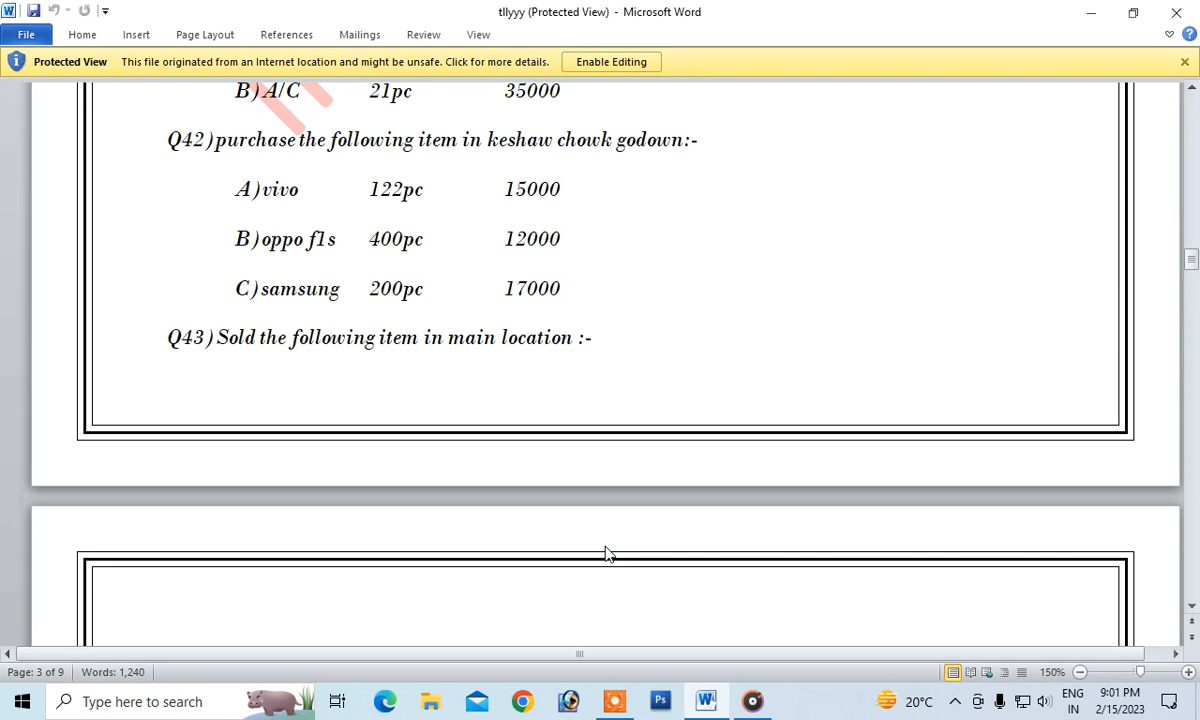 tllyyy (Protected View) - Microsoft Word
File Home Insert Page Layout References Mailings Review View
Protected View This file originated from an Internet location and might be unsafe. Click for more details. Enable Editing
B) A/C 21pc 35000
Q42) purchase the following item in keshaw chowk godown:-
A) vivo 122pc 15000
B) oppo f1s 400pc 12000
C) samsung 200pc 17000
Q43) Sold the following item in main location :-
Page: 3 of 9 Words: 1,240 150%
Type here to search 20°C ENG 9:01 PM
IN 2/15/2023